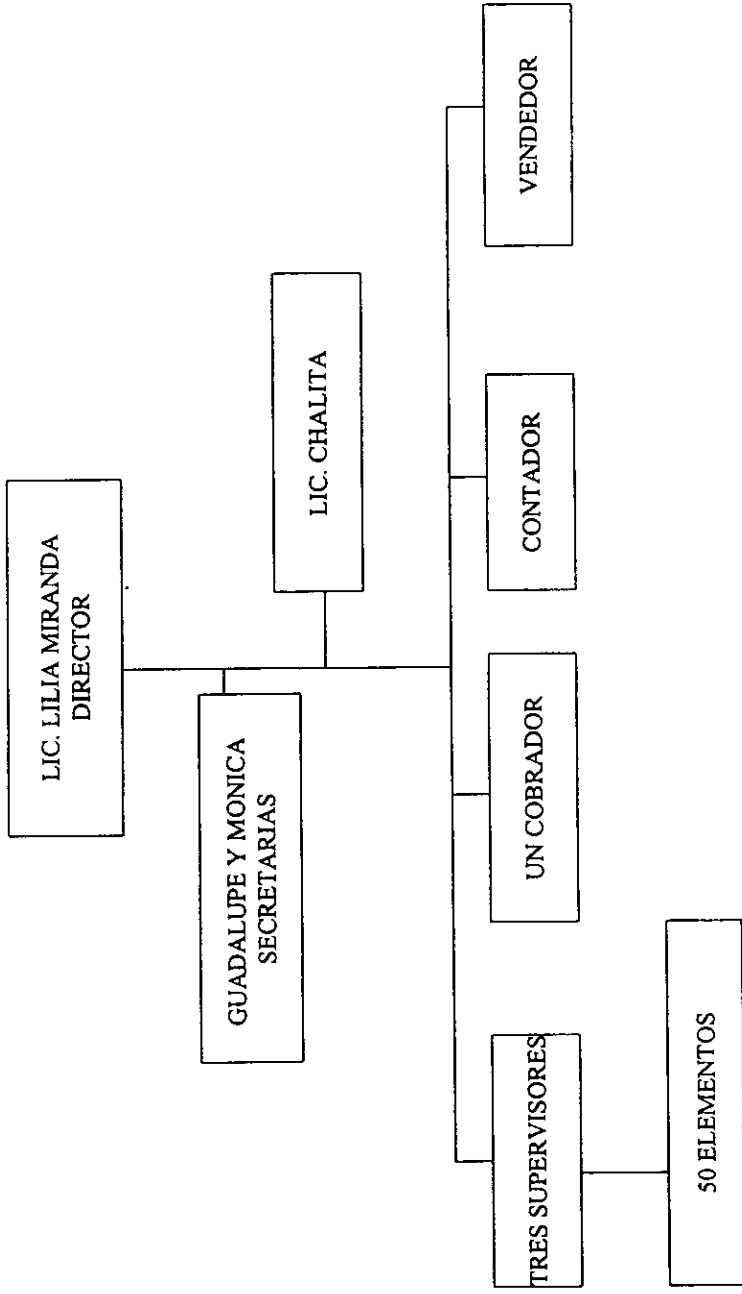 LIC. LILIA MIRANDA
DIRECTOR
GUADALUPE Y MONICA
SECRETARIAS
LIC. CHALITA
TRES SUPERVISORES
UN COBRADOR
CONTADOR
VENDEDOR
50 ELEMENTOS